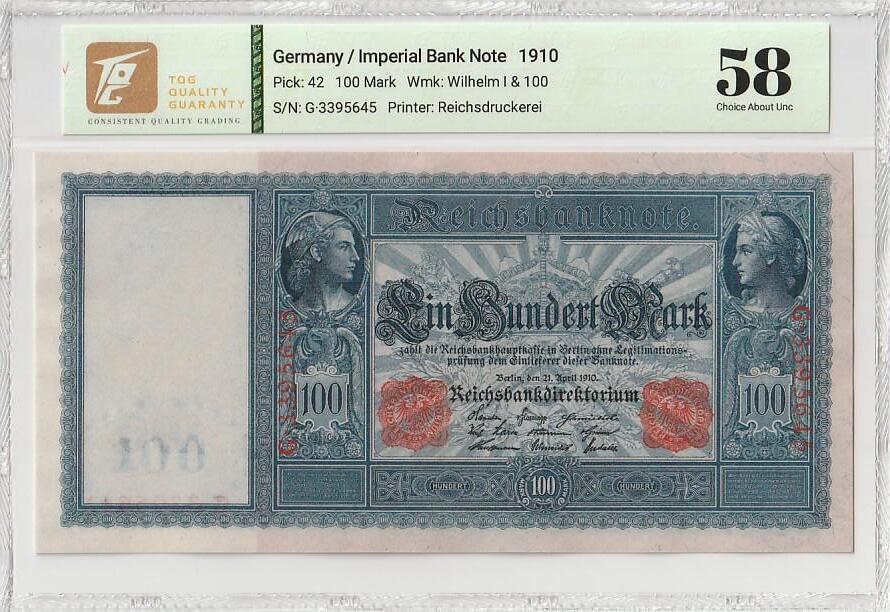 TQG
QUALITY
GUARANTY
CONSISTENT QUALITY GRADING
Germany / Imperial Bank Note 1910
Pick: 42 100 Mark Wmk: Wilhelm I & 100
S/N: G·3395645 Printer: Reichsdruckerei
58
Choice About Unc
Reichsbanknote.
Ein Hundert Mark
zahlt die Reichsbankhauptkasse in Berlin ohne Legitimations-
prüfung dem Einlieferer dieser Banknote.
Berlin, den 21. April 1910.
Reichsbankdirektorium
100
100
HUNDERT
100
HUNDERT
G·3395645
G·3395645